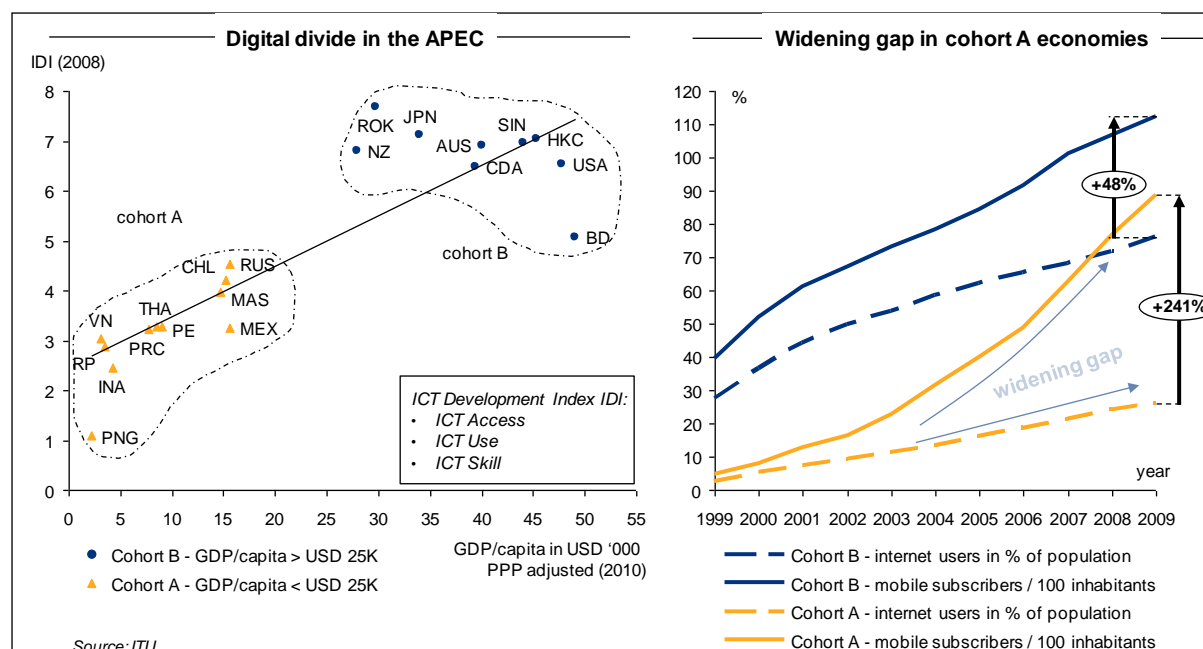 Digital divide in the APEC
IDI (2008)
8
7
6
5
4
3
2
1
0
0 5 10 15 20 25 30 35 40 45 50 55
ROK
JPN
NZ
AUS
SIN
HKC
CDA
USA
BD
cohort A
cohort B
CHL
RUS
MAS
THA
VN
PE
MEX
PRC
RP
INA
PNG
ICT Development Index IDI:
• ICT Access
• ICT Use
• ICT Skill
GDP/capita in USD ‘000
PPP adjusted (2010)
Cohort B - GDP/capita > USD 25K
Cohort A - GDP/capita < USD 25K
Source: ITU
Widening gap in cohort A economies
%
120
110
100
90
80
70
60
50
40
30
20
10
0
+48%
+241%
widening gap
year
1999 2000 2001 2002 2003 2004 2005 2006 2007 2008 2009
Cohort B - internet users in % of population
Cohort B - mobile subscribers / 100 inhabitants
Cohort A - internet users in % of population
Cohort A - mobile subscribers / 100 inhabitants